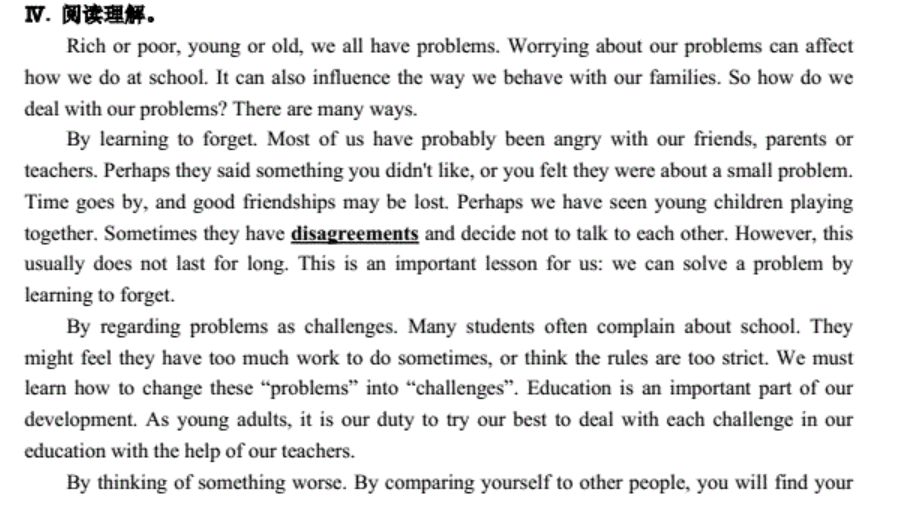 Ⅳ. 阅读理解。
Rich or poor, young or old, we all have problems. Worrying about our problems can affect
how we do at school. It can also influence the way we behave with our families. So how do we
deal with our problems? There are many ways.
By learning to forget. Most of us have probably been angry with our friends, parents or
teachers. Perhaps they said something you didn't like, or you felt they were about a small problem.
Time goes by, and good friendships may be lost. Perhaps we have seen young children playing
together. Sometimes they have disagreements and decide not to talk to each other. However, this
usually does not last for long. This is an important lesson for us: we can solve a problem by
learning to forget.
By regarding problems as challenges. Many students often complain about school. They
might feel they have too much work to do sometimes, or think the rules are too strict. We must
learn how to change these “problems” into “challenges”. Education is an important part of our
development. As young adults, it is our duty to try our best to deal with each challenge in our
education with the help of our teachers.
By thinking of something worse. By comparing yourself to other people, you will find your